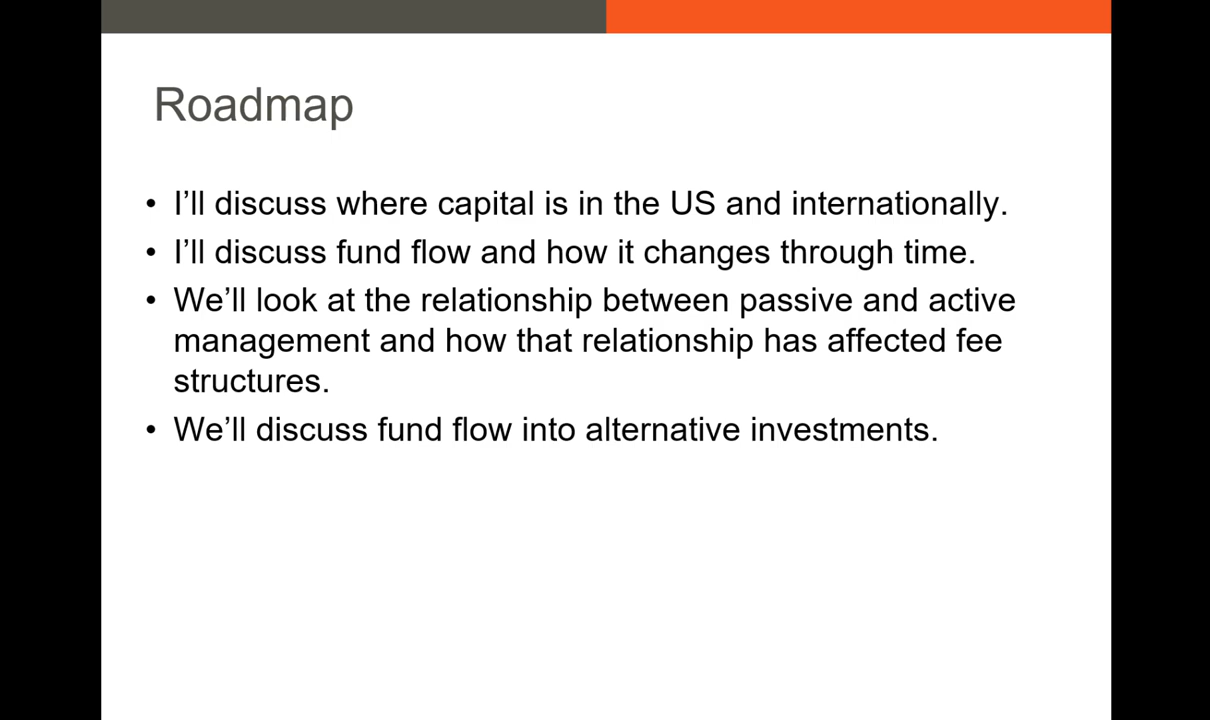 Roadmap
• I’ll discuss where capital is in the US and internationally.
• I’ll discuss fund flow and how it changes through time.
• We’ll look at the relationship between passive and active
management and how that relationship has affected fee
structures.
• We’ll discuss fund flow into alternative investments.